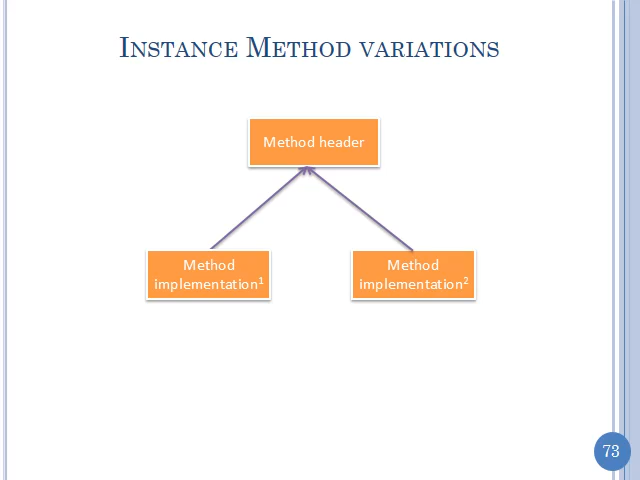 INSTANCE METHOD VARIATIONS
Method header
Method
implementation¹
Method
implementation²
73